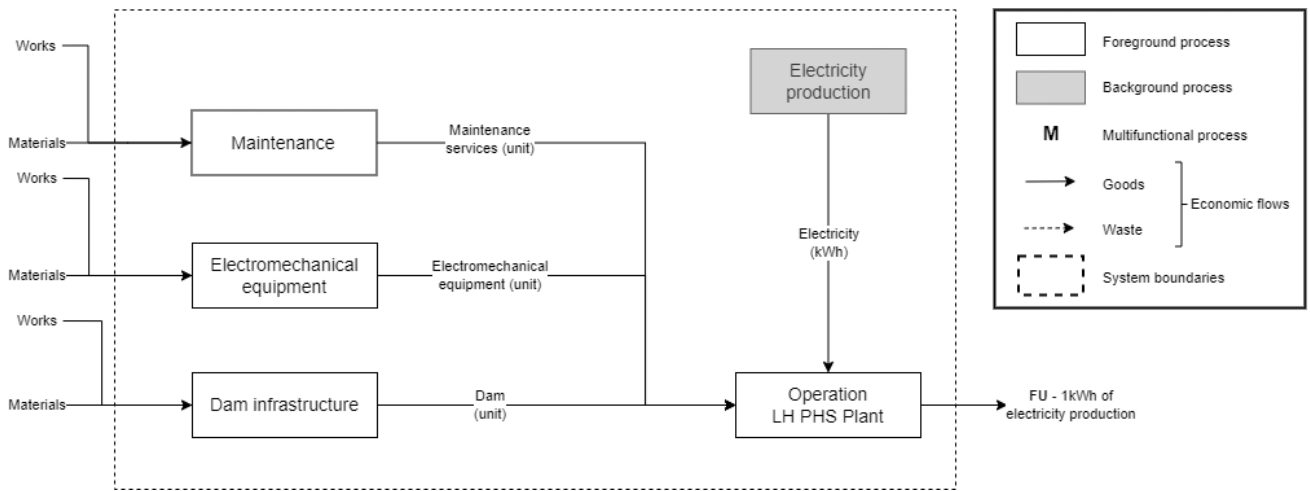 Works
Materials
Maintenance
Maintenance
services (unit)
Works
Materials
Electromechanical
equipment
Electromechanical
equipment (unit)
Works
Materials
Dam infrastructure
Dam
(unit)
Electricity
production
Electricity
(kWh)
Operation
LH PHS Plant
FU - 1kWh of
electricity production
Foreground process
Background process
M
Multifunctional process
Goods
Economic flows
Waste
System boundaries